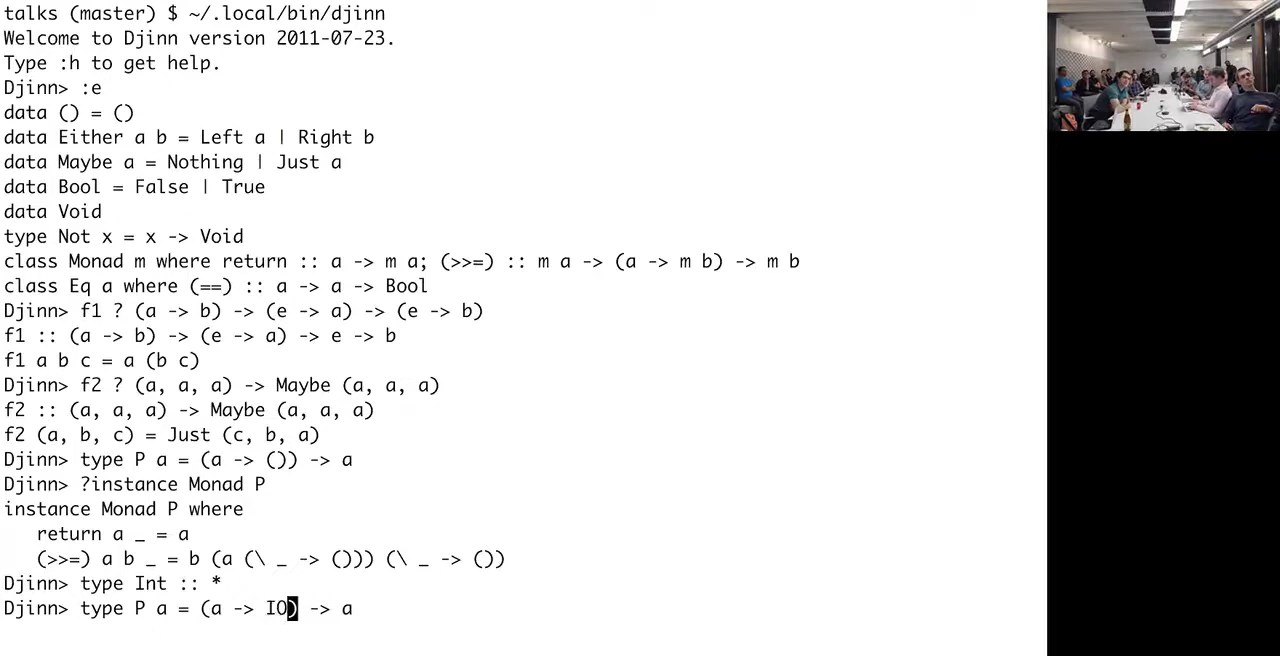 talks (master) $ ~/.local/bin/djinn
Welcome to Djinn version 2011-07-23.
Type :h to get help.
Djinn> :e
data () = ()
data Either a b = Left a | Right b
data Maybe a = Nothing | Just a
data Bool = False | True
data Void
type Not x = x -> Void
class Monad m where return :: a -> m a; (>>=) :: m a -> (a -> m b) -> m b
class Eq a where (==) :: a -> a -> Bool
Djinn> f1 ? (a -> b) -> (e -> a) -> (e -> b)
f1 :: (a -> b) -> (e -> a) -> e -> b
f1 a b c = a (b c)
Djinn> f2 ? (a, a, a) -> Maybe (a, a, a)
f2 :: (a, a, a) -> Maybe (a, a, a)
f2 (a, b, c) = Just (c, b, a)
Djinn> type P a = (a -> ()) -> a
Djinn> ?instance Monad P
instance Monad P where
   return a _ = a
   (>>=) a b _ = b (a (\ _ -> ())) (\ _ -> ())
Djinn> type Int :: *
Djinn> type P a = (a -> IO) -> a